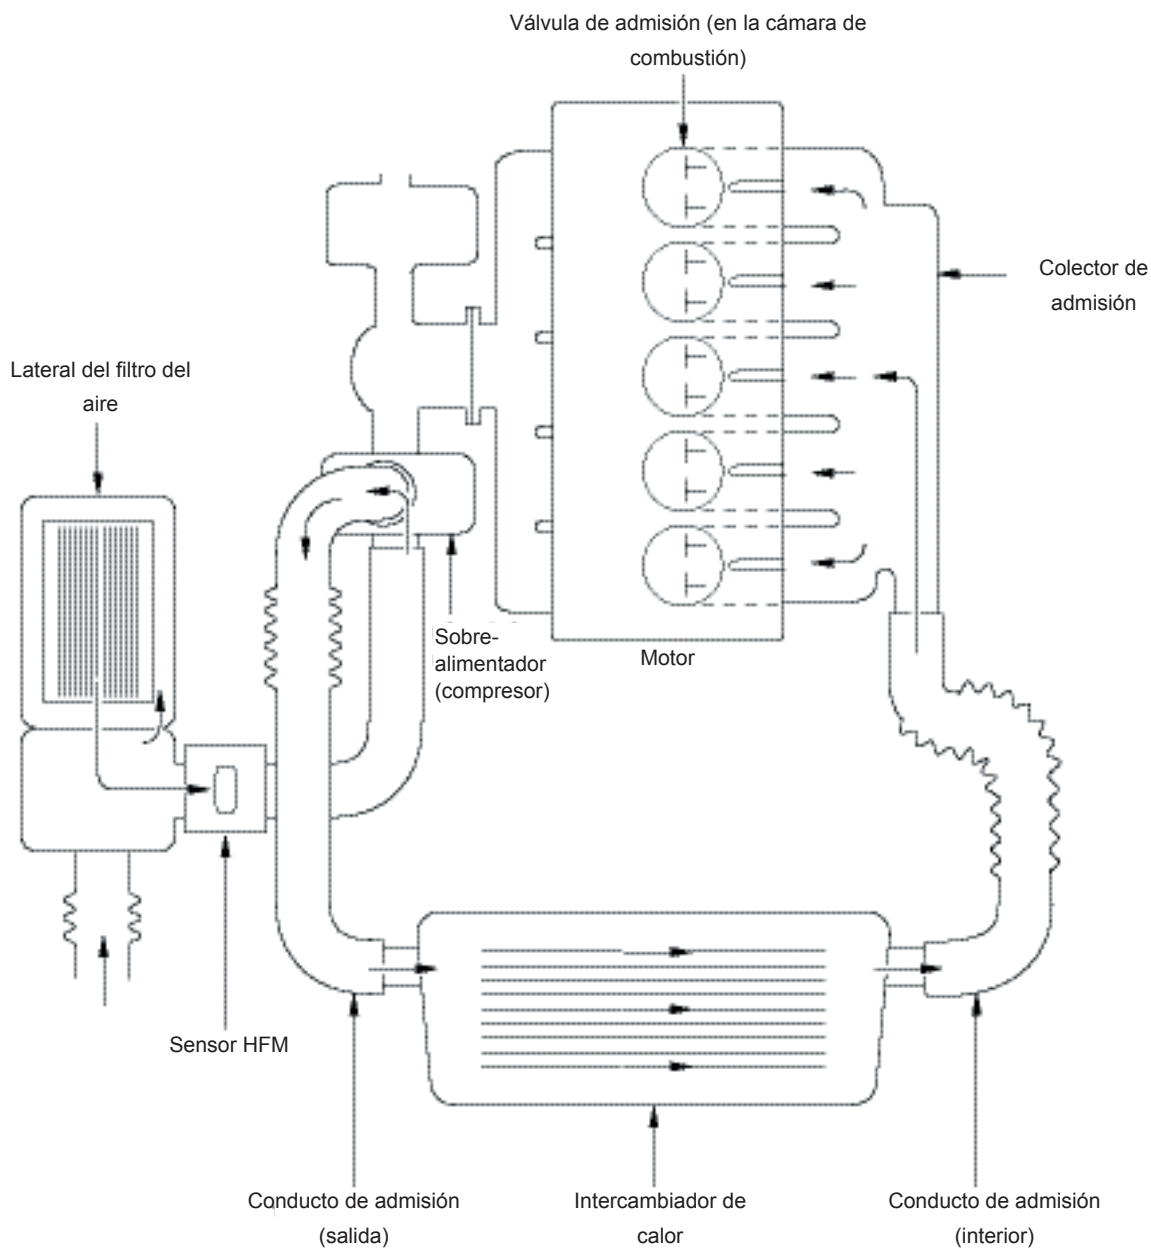 Válvula de admisión (en la cámara de
combustión)
Colector de
admisión
Lateral del filtro del
aire
Sobre-
alimentador
(compresor)
Motor
Sensor HFM
Conducto de admisión
(salida)
Intercambiador de
calor
Conducto de admisión
(interior)